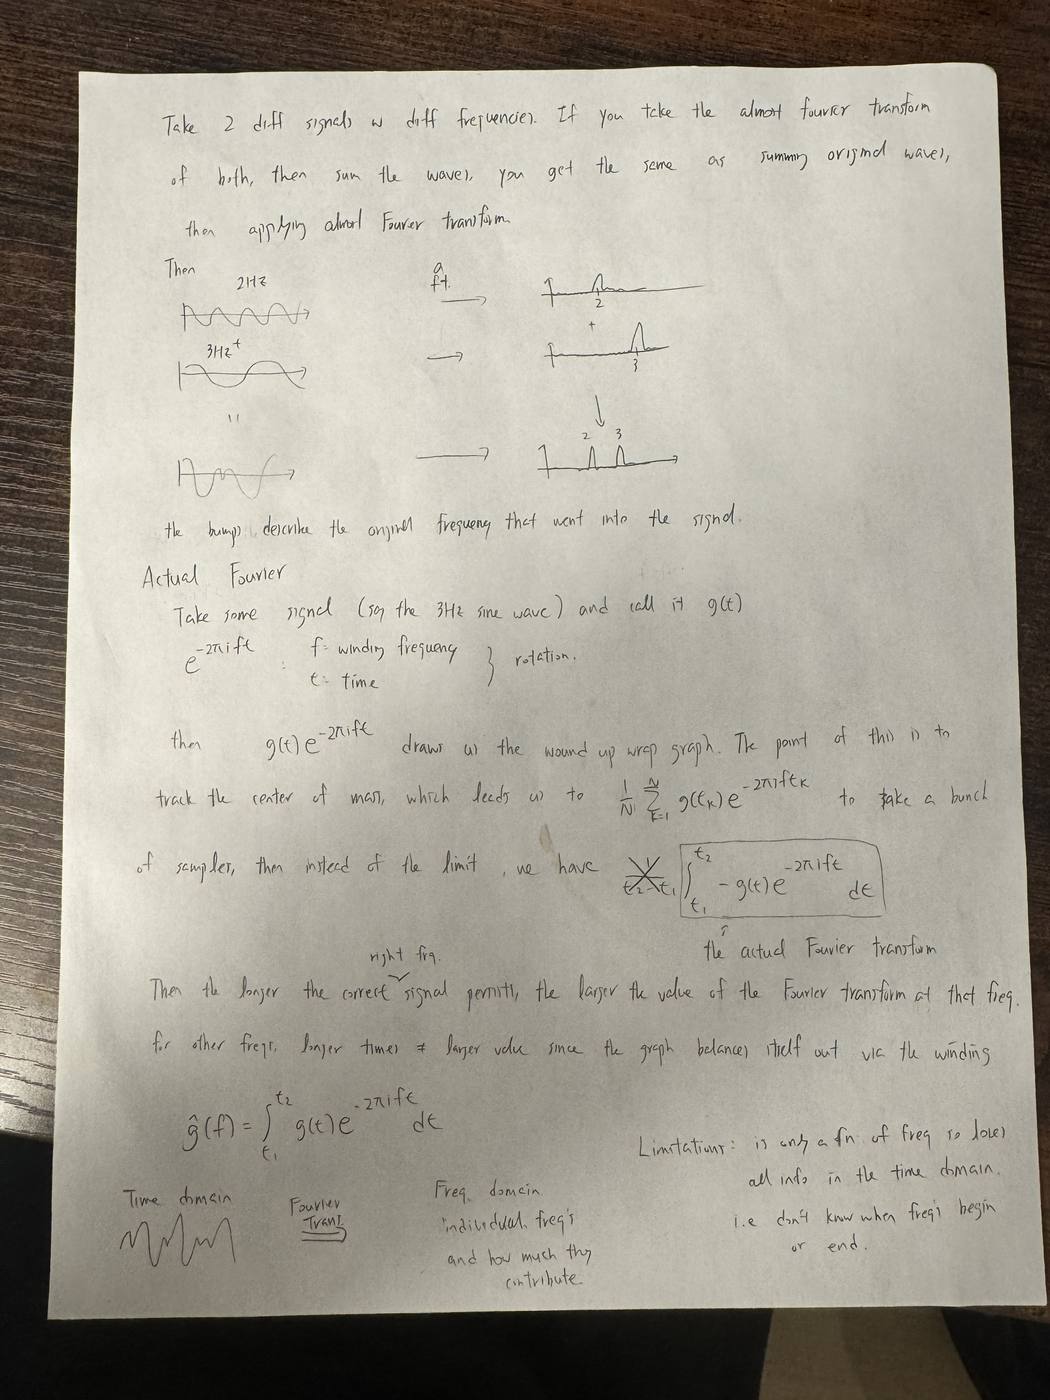 Take 2 diff signals w diff frequencies. If you take the almost fourier transform
of both, then sum the waves, you get the same as summing original waves,
then applying almost Fourier transform.
Then
2Hz
a
ft.
2
+
3Hz +
3
"
2 3
the bumps describe the original frequency that went into the signal.
Actual Fourier
Take some signal (say the 3Hz sine wave) and call it g(t)
e^{-2πift} : f = winding frequency } rotation.
t = time
then g(t)e^{-2πift} draws us the wound up wrap graph. The point of this is to
track the center of mass, which leads us to 1/N Σ_{k=1}^{N} g(t_k)e^{-2πift_k} to take a bunch
of samples, then instead of the limit, we have ∫_{t_1}^{t_2} - g(t)e^{-2πift} dt
the actual Fourier transform
right frq.
Then the longer the correct signal permits, the larger the value of the Fourier transform at that freq.
for other freqs, longer times ≠ larger value since the graph balances itself out via the winding
ĝ(f) = ∫_{t_1}^{t_2} g(t)e^{-2πift} dt
Limitations: is only a fn of freq so loses
all info in the time domain.
i.e don't know when freq's begin
or end.
Time domain
Fourier
Trans.
Freq. domain
individual freq's
and how much they
contribute.